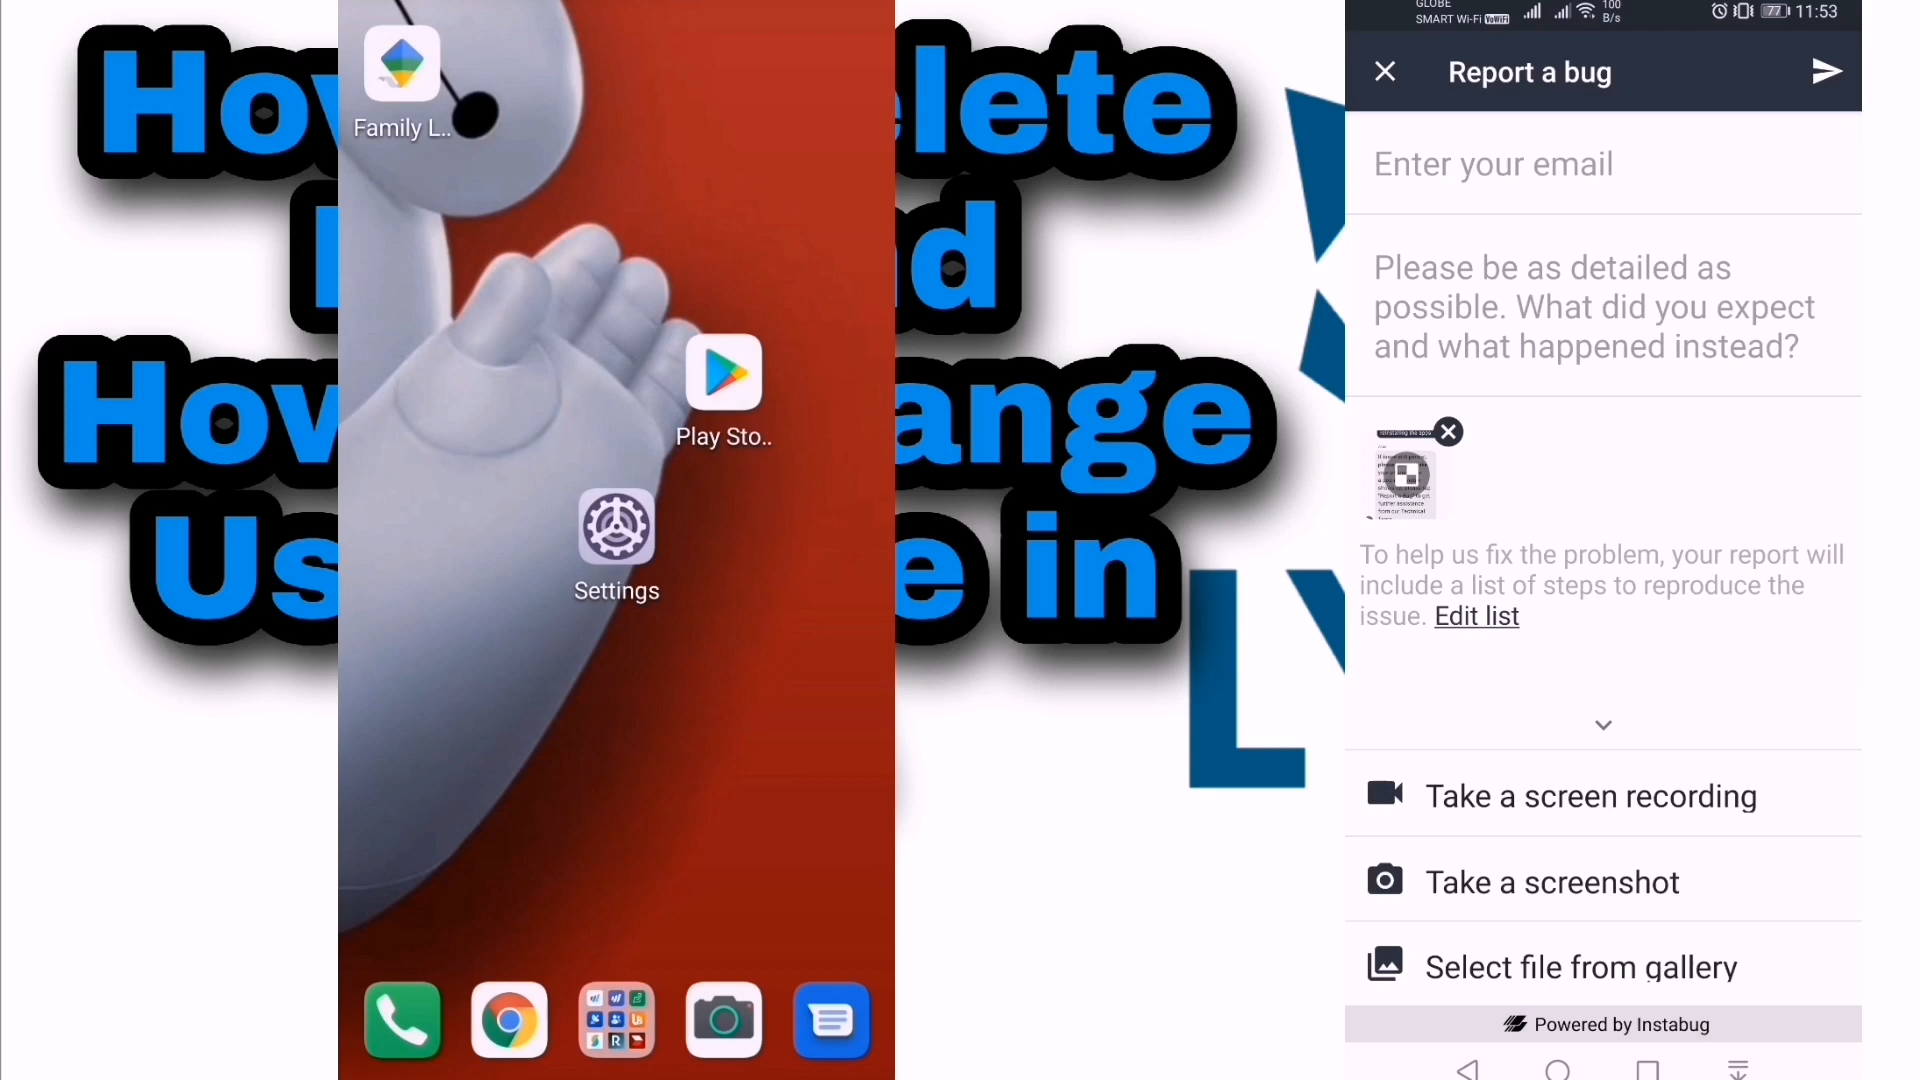 How
elete
d
How
ange
Us
e in
L
Family L..
Play Sto..
Settings
GLOBE
SMART Wi-Fi VoWiFi
100
B/s
77
11:53
Report a bug
Enter your email
Please be as detailed as
possible. What did you expect
and what happened instead?
To help us fix the problem, your report will
include a list of steps to reproduce the
issue. Edit list
Take a screen recording
Take a screenshot
Select file from gallery
Powered by Instabug